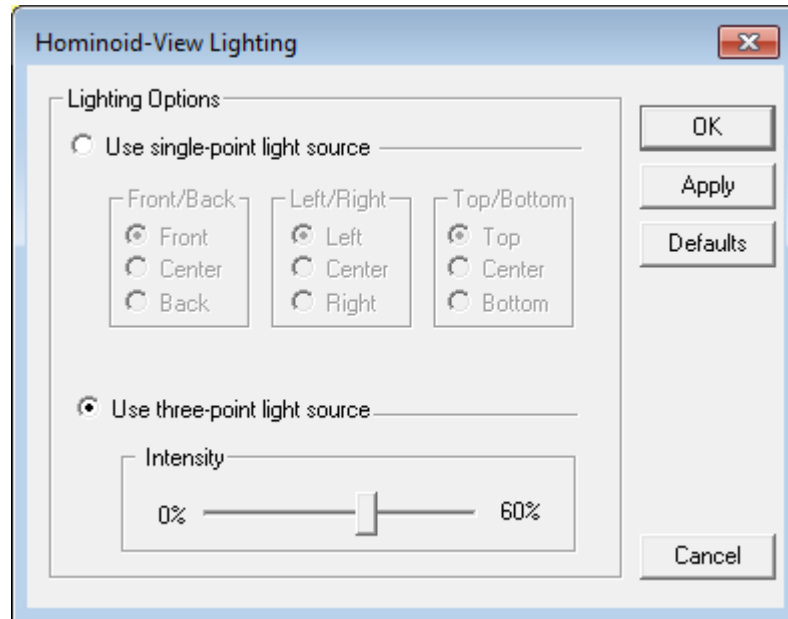 Hominoid-View Lighting
Lighting Options
Use single-point light source
Front/Back
Front
Center
Back
Left/Right
Left
Center
Right
Top/Bottom
Top
Center
Bottom
Use three-point light source
Intensity
0%
60%
OK
Apply
Defaults
Cancel